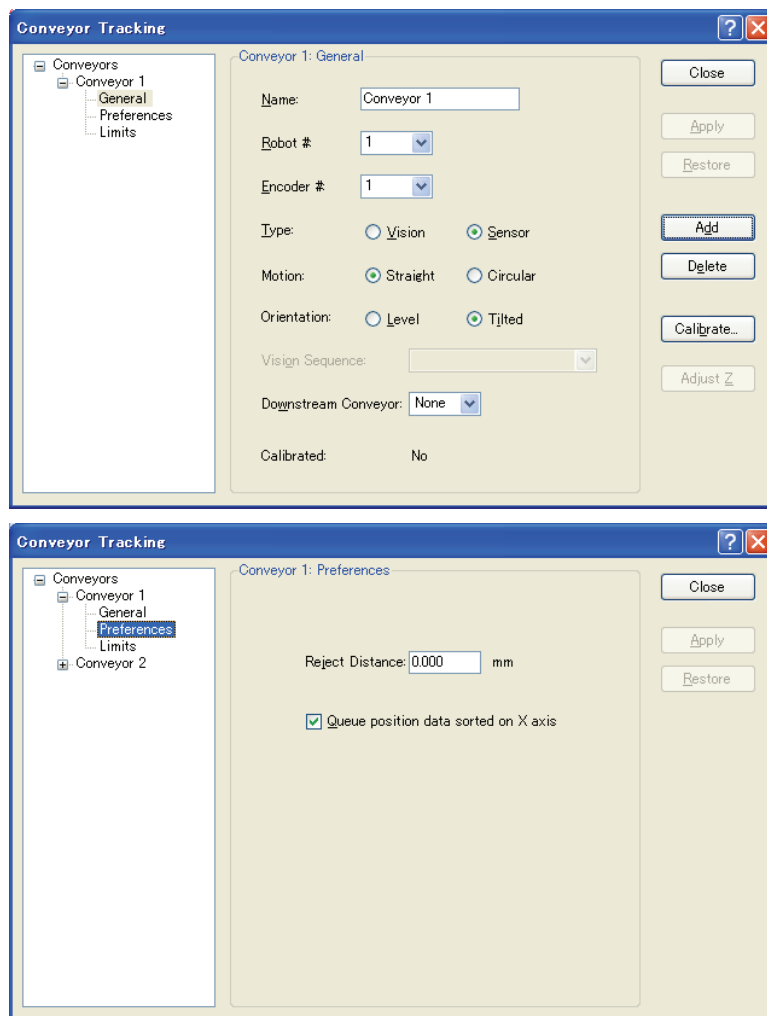 Conveyor Tracking
Conveyors
Conveyor 1
General
Preferences
Limits
Conveyor 1: General
Name: Conveyor 1
Robot # 1
Encoder # 1
Type: Vision Sensor
Motion: Straight Circular
Orientation: Level Tilted
Vision Sequence:
Downstream Conveyor: None
Calibrated: No
Close
Apply
Restore
Add
Delete
Calibrate...
Adjust Z
Conveyor Tracking
Conveyors
Conveyor 1
General
Preferences
Limits
Conveyor 2
Conveyor 1: Preferences
Reject Distance: 0.000 mm
Queue position data sorted on X axis
Close
Apply
Restore